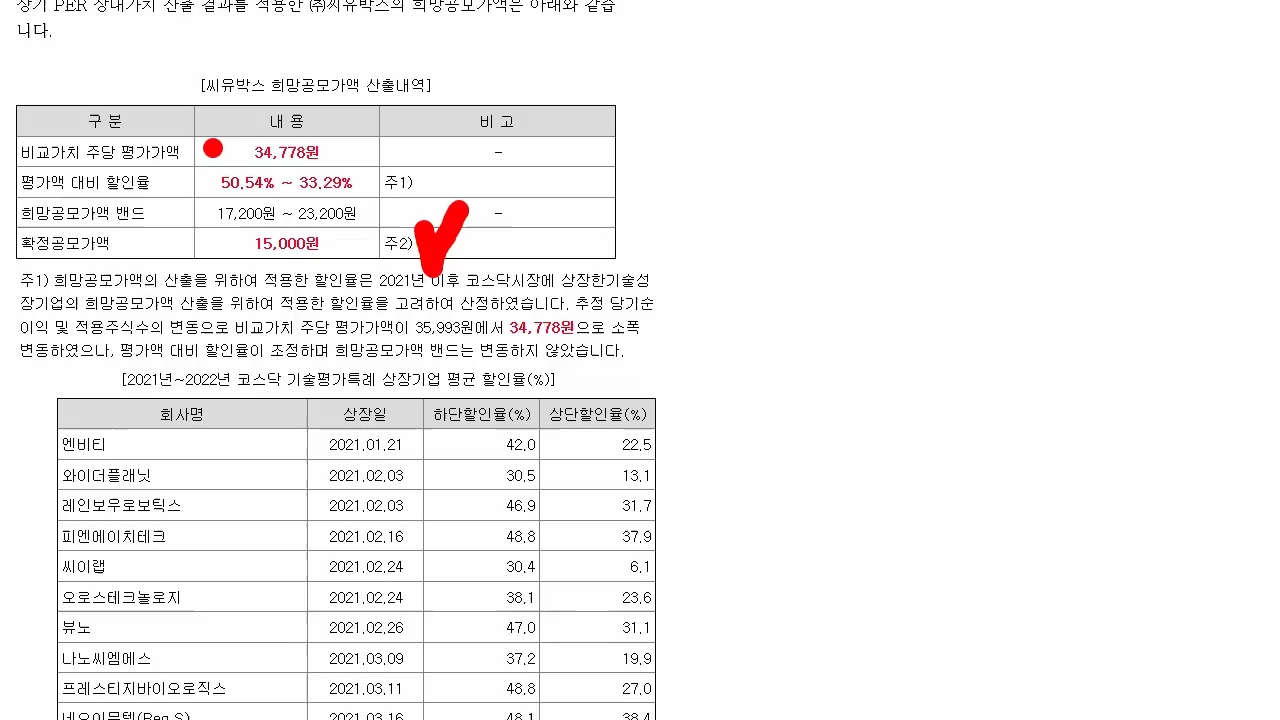 상기 PER 상대가치 산출 결과를 적용한 ㈜씨유박스의 희망공모가액은 아래와 같습
니다.
[씨유박스 희망공모가액 산출내역]
구 분 내 용 비 고
비교가치 주당 평가가액 34,778원 -
평가액 대비 할인율 50.54% ~ 33.29% 주1)
희망공모가액 밴드 17,200원 ~ 23,200원 -
확정공모가액 15,000원 주2)
주1) 희망공모가액의 산출을 위하여 적용한 할인율은 2021년 이후 코스닥시장에 상장한기술성
장기업의 희망공모가액 산출을 위하여 적용한 할인율을 고려하여 산정하였습니다. 추정 당기순
이익 및 적용주식수의 변동으로 비교가치 주당 평가가액이 35,993원에서 34,778원으로 소폭
변동하였으나, 평가액 대비 할인율이 조정하며 희망공모가액 밴드는 변동하지 않았습니다.
[2021년~2022년 코스닥 기술평가특례 상장기업 평균 할인율(%)]
회사명 상장일 하단할인율(%) 상단할인율(%)
엔비티 2021.01.21 42.0 22.5
와이더플래닛 2021.02.03 30.5 13.1
레인보우로보틱스 2021.02.03 46.9 31.7
피엔에이치테크 2021.02.16 48.8 37.9
씨이랩 2021.02.24 30.4 6.1
오로스테크놀로지 2021.02.24 38.1 23.6
뷰노 2021.02.26 47.0 31.1
나노씨엠에스 2021.03.09 37.2 19.9
프레스티지바이오로직스 2021.03.11 48.8 27.0
네오이뮨텍(Reg.S) 2021.03.16 48.1 38.4